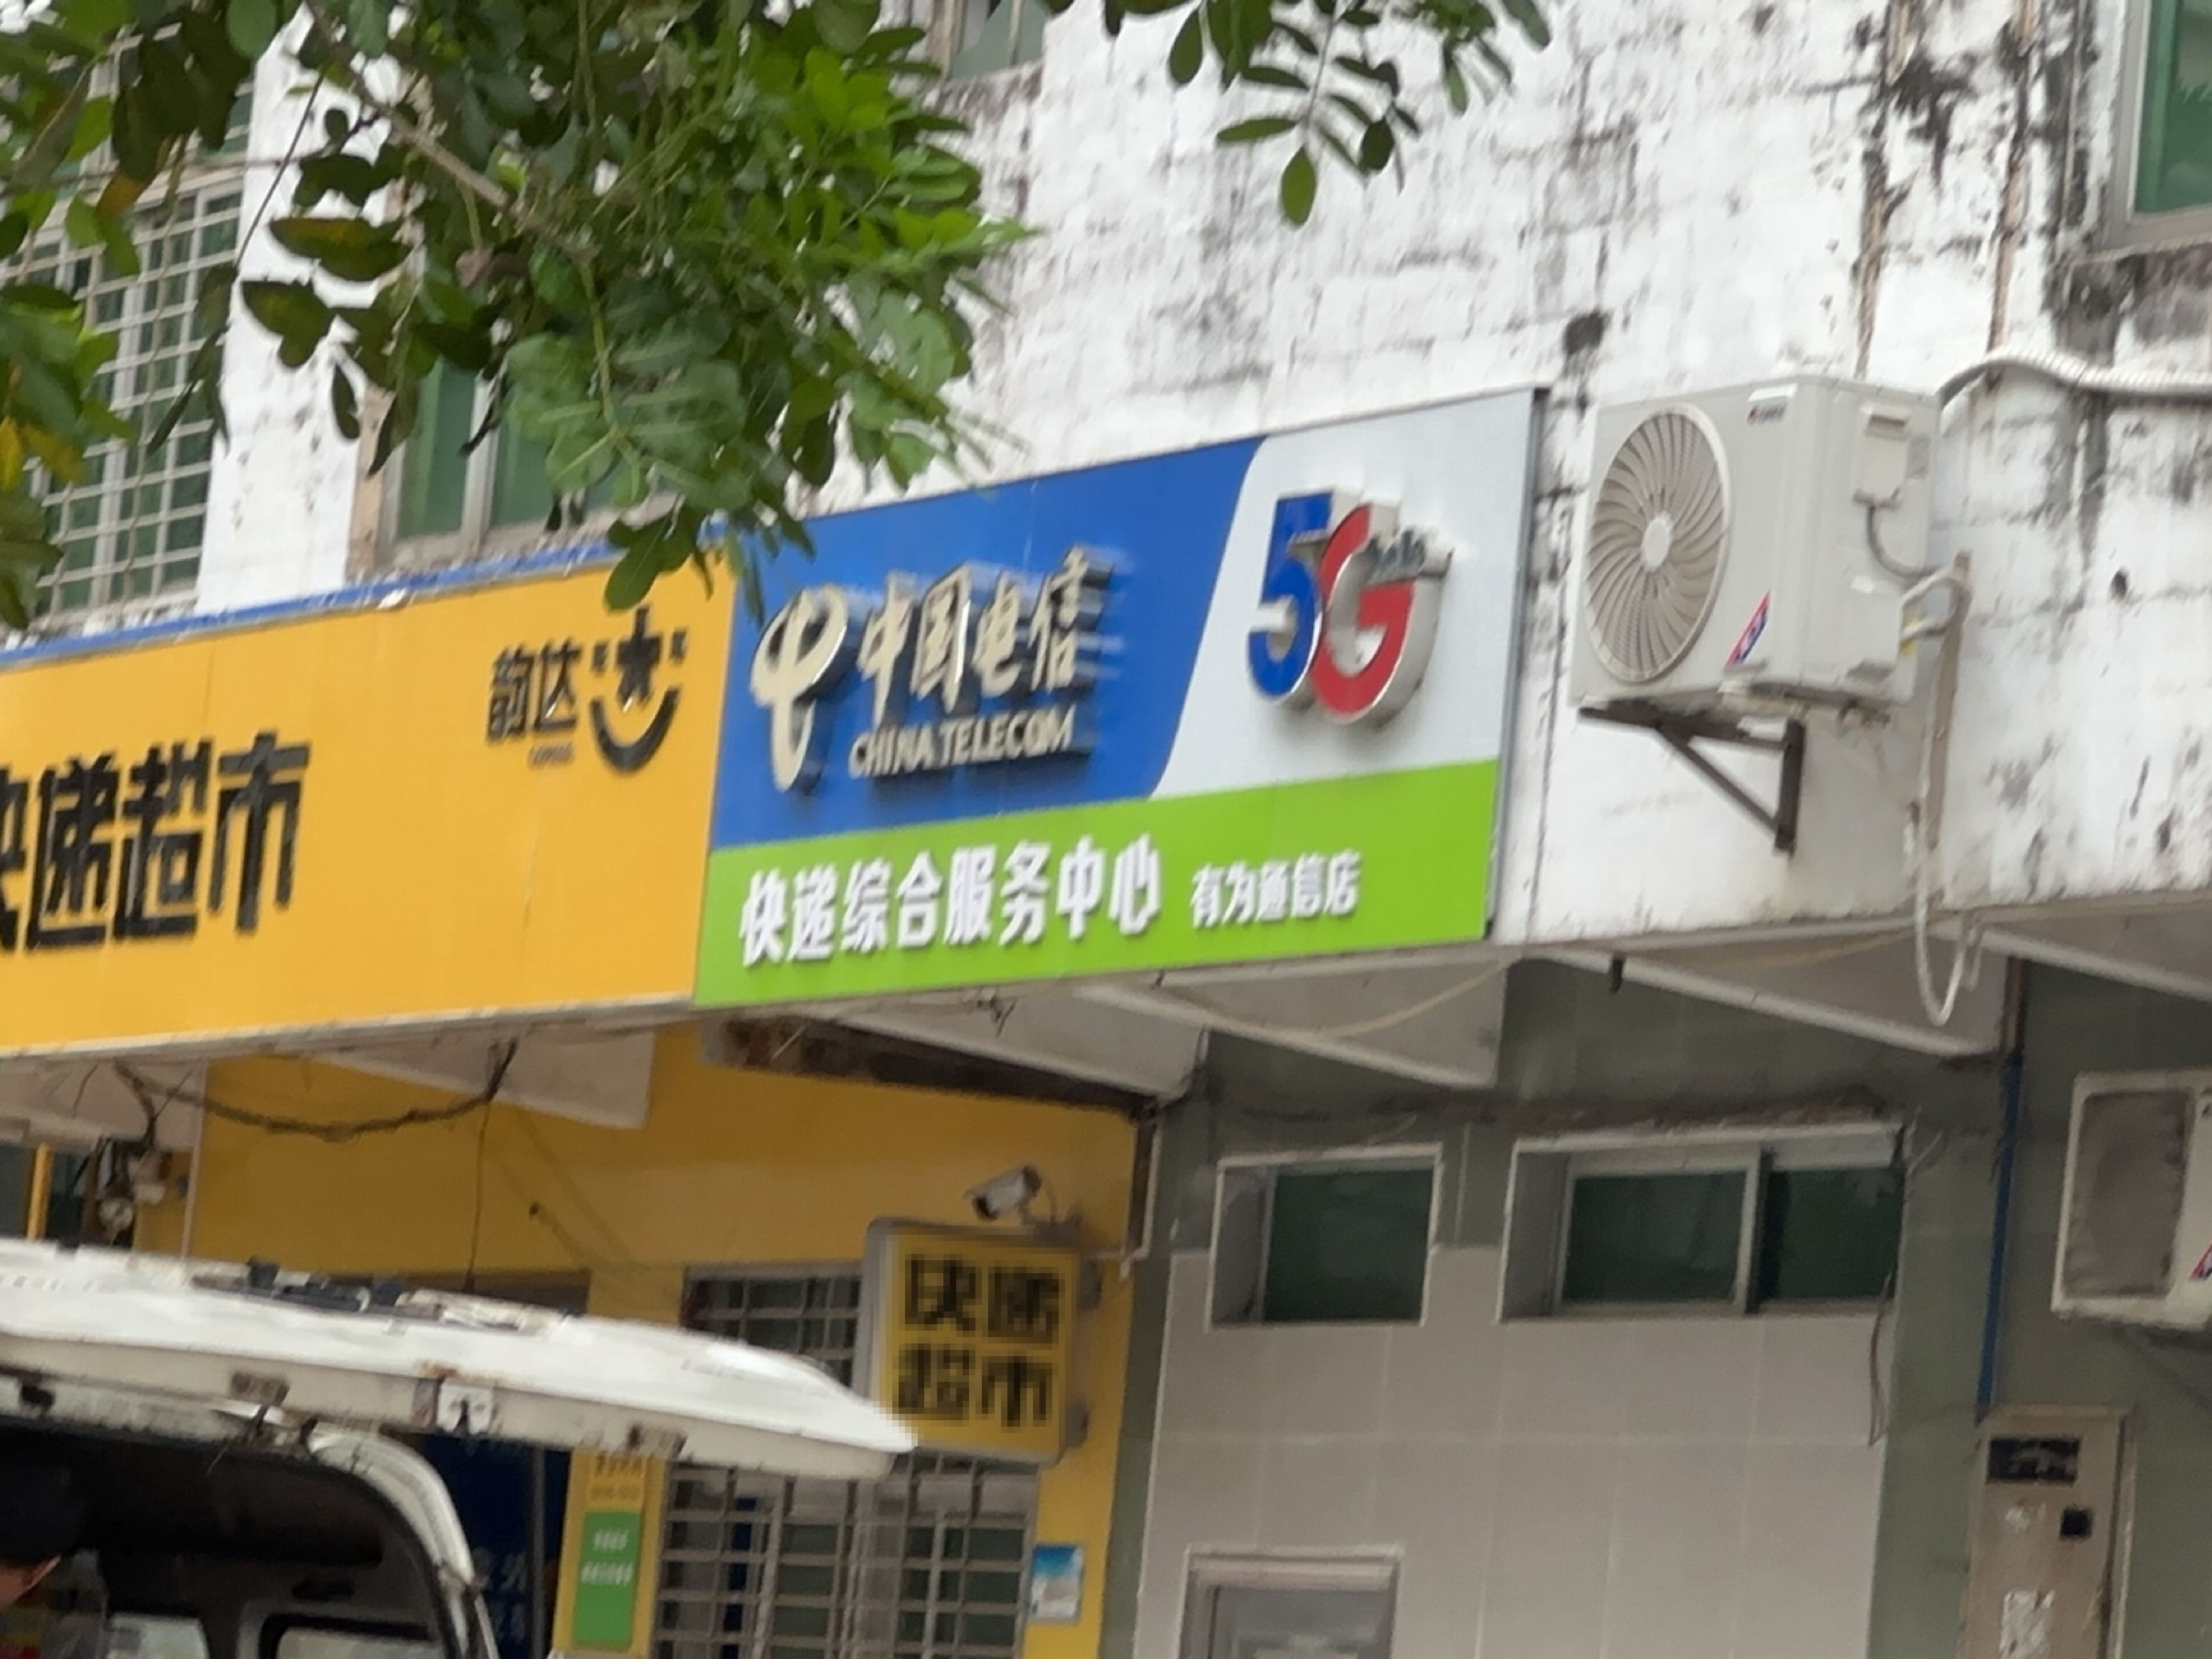 韵达
快递超市
中国电信
CHINA TELECOM
5G
hello
快递综合服务中心 有为通信店
快递
超市